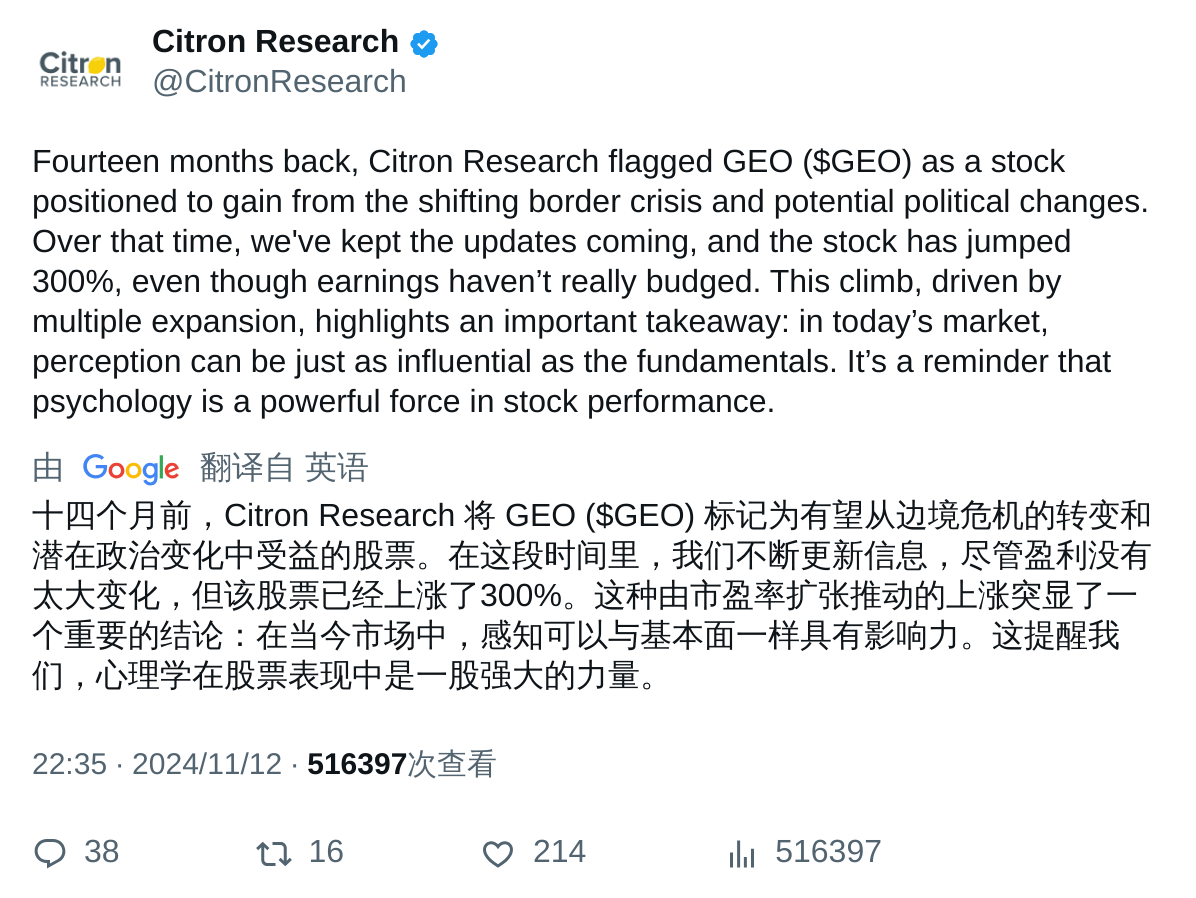 Citron
RESEARCH
Citron Research
@CitronResearch
Fourteen months back, Citron Research flagged GEO ($GEO) as a stock
positioned to gain from the shifting border crisis and potential political changes.
Over that time, we've kept the updates coming, and the stock has jumped
300%, even though earnings haven’t really budged. This climb, driven by
multiple expansion, highlights an important takeaway: in today’s market,
perception can be just as influential as the fundamentals. It’s a reminder that
psychology is a powerful force in stock performance.
由 Google 翻译自 英语
十四个月前，Citron Research 将 GEO ($GEO) 标记为有望从边境危机的转变和
潜在政治变化中受益的股票。在这段时间里，我们不断更新信息，尽管盈利没有
太大变化，但该股票已经上涨了300%。这种由市盈率扩张推动的上涨突显了一
个重要的结论：在当今市场中，感知可以与基本面一样具有影响力。这提醒我
们，心理学在股票表现中是一股强大的力量。
22:35 · 2024/11/12 · 516397次查看
38 16 214 516397